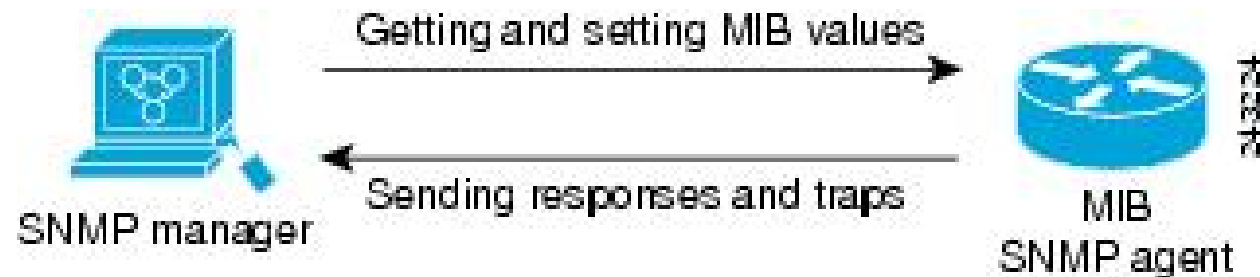 Getting and setting MIB values
Sending responses and traps
SNMP manager
MIB
SNMP agent